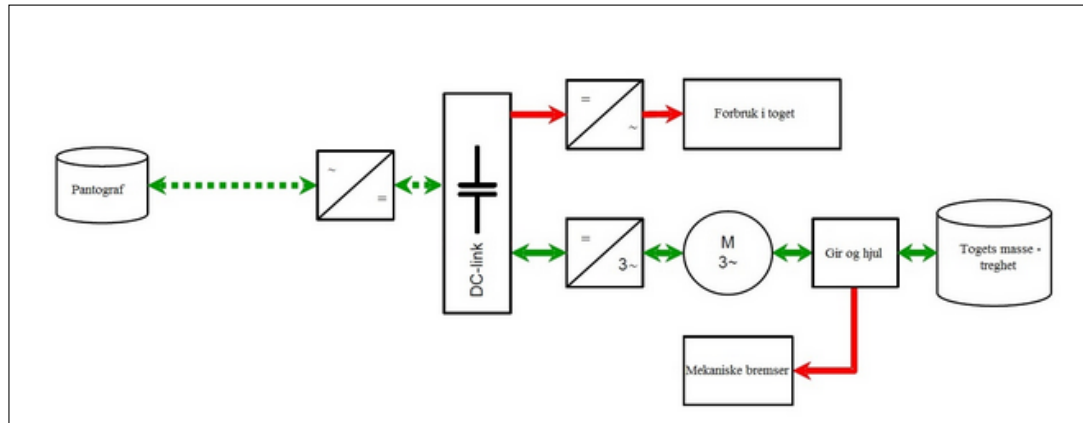 Pantograf
~
=
DC-link
=
~
Forbruk i toget
=
3~
M
3~
Gir og hjul
Togets masse -
treghet
Mekaniske bremser